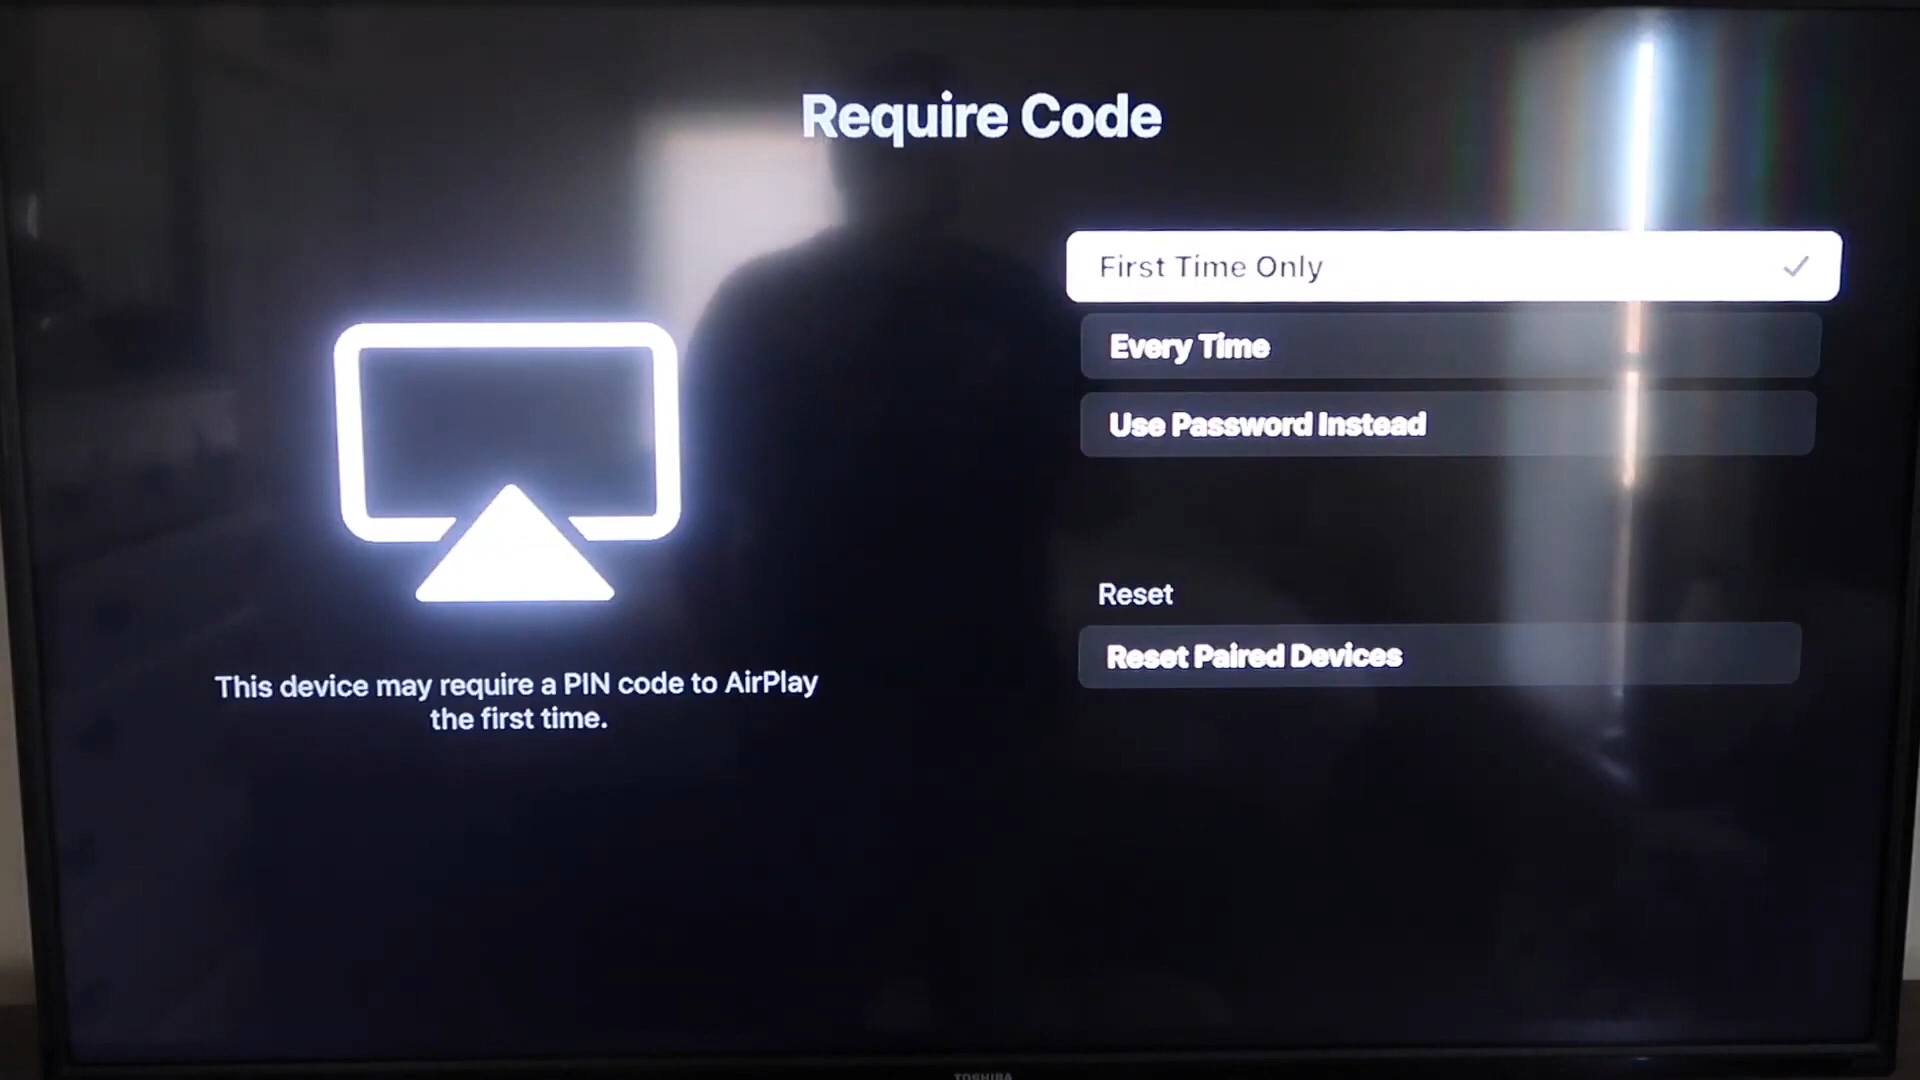 Require Code
First Time Only
Every Time
Use Password Instead
Reset
Reset Paired Devices
This device may require a PIN code to AirPlay
the first time.
TOSHIBA